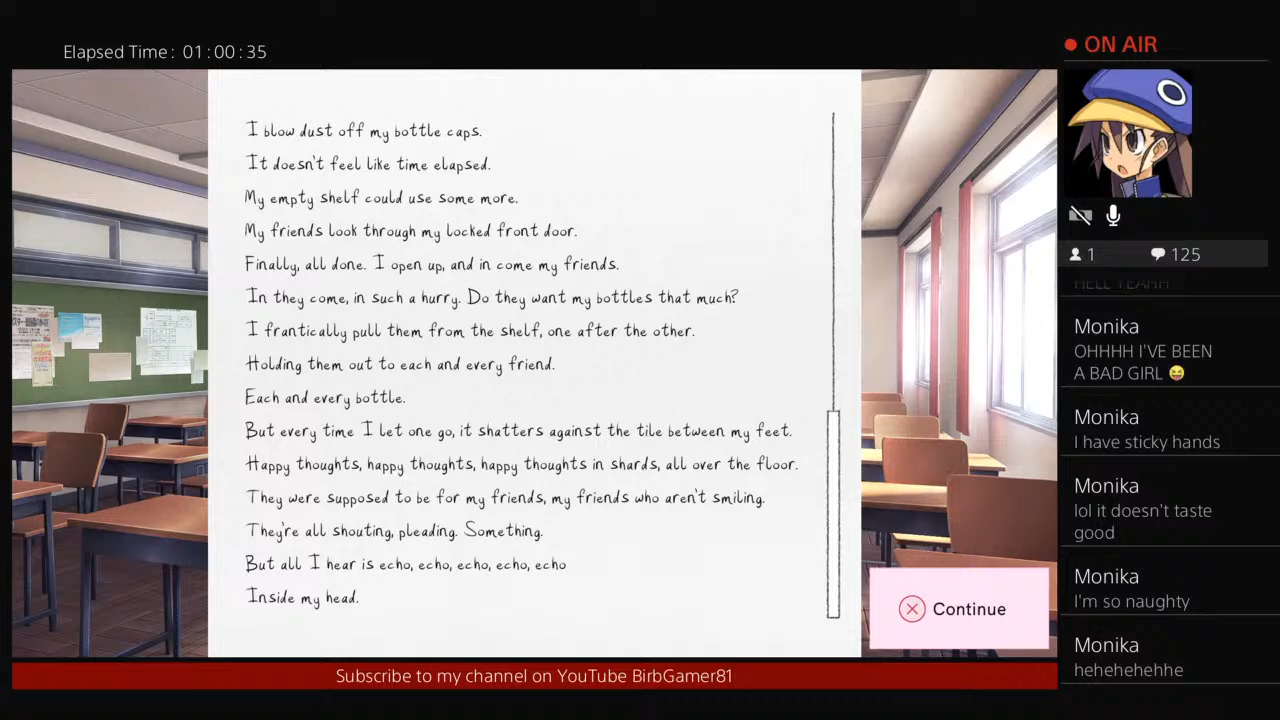 Elapsed Time: 01:00:35
ON AIR
I blow dust off my bottle caps.
It doesn't feel like time elapsed.
My empty shelf could use some more.
My friends look through my locked front door.
Finally, all done. I open up, and in come my friends.
In they come, in such a hurry. Do they want my bottles that much?
I frantically pull them from the shelf, one after the other.
Holding them out to each and every friend.
Each and every bottle.
But every time I let one go, it shatters against the tile between my feet.
Happy thoughts, happy thoughts, happy thoughts in shards, all over the floor.
They were supposed to be for my friends, my friends who aren't smiling.
They're all shouting, pleading. Something.
But all I hear is echo, echo, echo, echo, echo
Inside my head.
Continue
1
125
HELL YEAHH
Monika
OHHHH I'VE BEEN
A BAD GIRL 😝
Monika
I have sticky hands
Monika
lol it doesn't taste
good
Monika
I'm so naughty
Monika
hehehehehhe
Subscribe to my channel on YouTube BirbGamer81